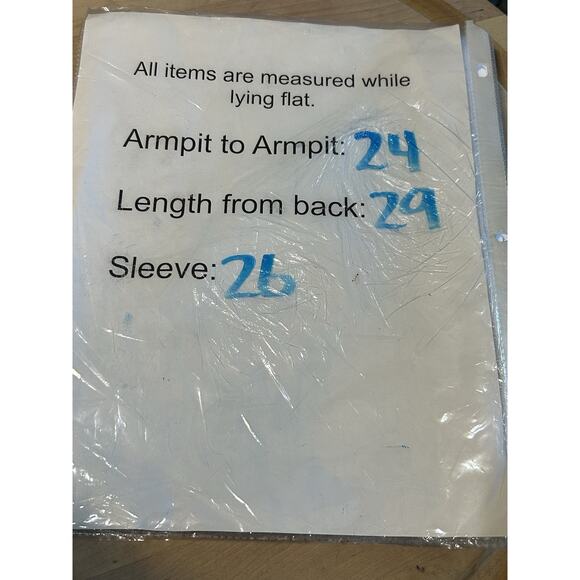 All items are measured while
lying flat.
Armpit to Armpit: 24
Length from back: 29
Sleeve: 26